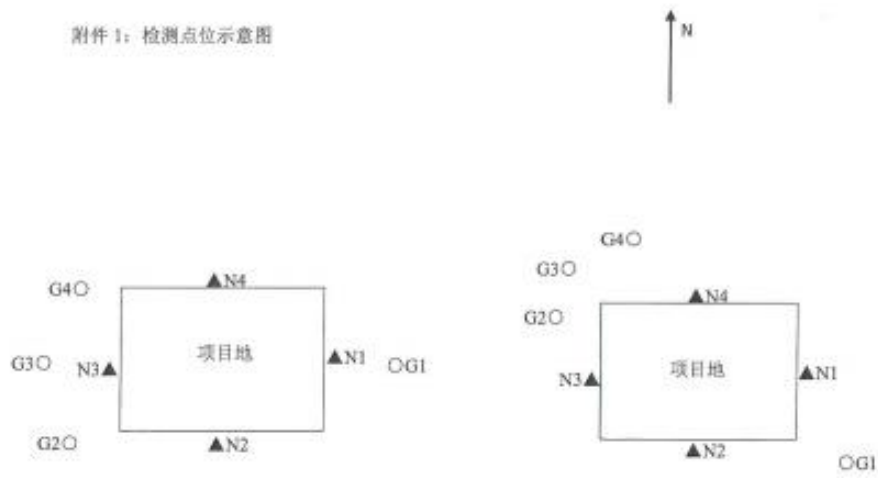 附件 1：检测点位示意图
N
G4○
G3○
G2○
▲N4
N3▲
项目地
▲N1
▲N2
○G1
G4○
G3○
G2○
▲N4
N3▲
项目地
▲N1
▲N2
○G1